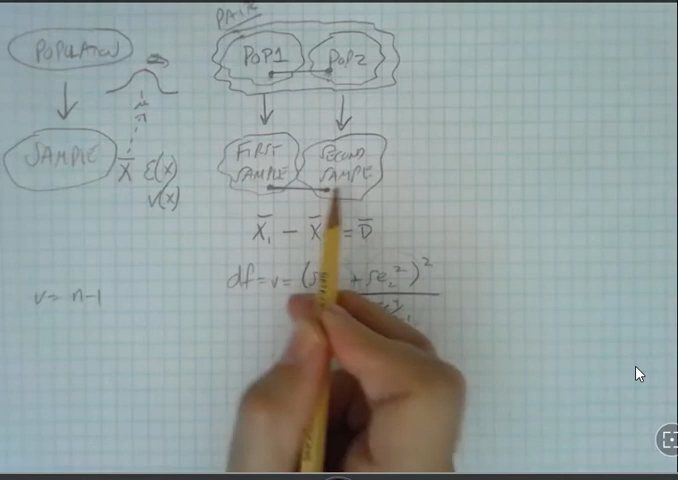 POPULATION
SAMPLE
X̄ E(X)
V(X)
μ
v = n-1
PAIR
POP1 POP2
FIRST SAMPLE
SECOND SAMPLE
X̄₁ - X̄ = D̄
df = v = ( + se₂²)²